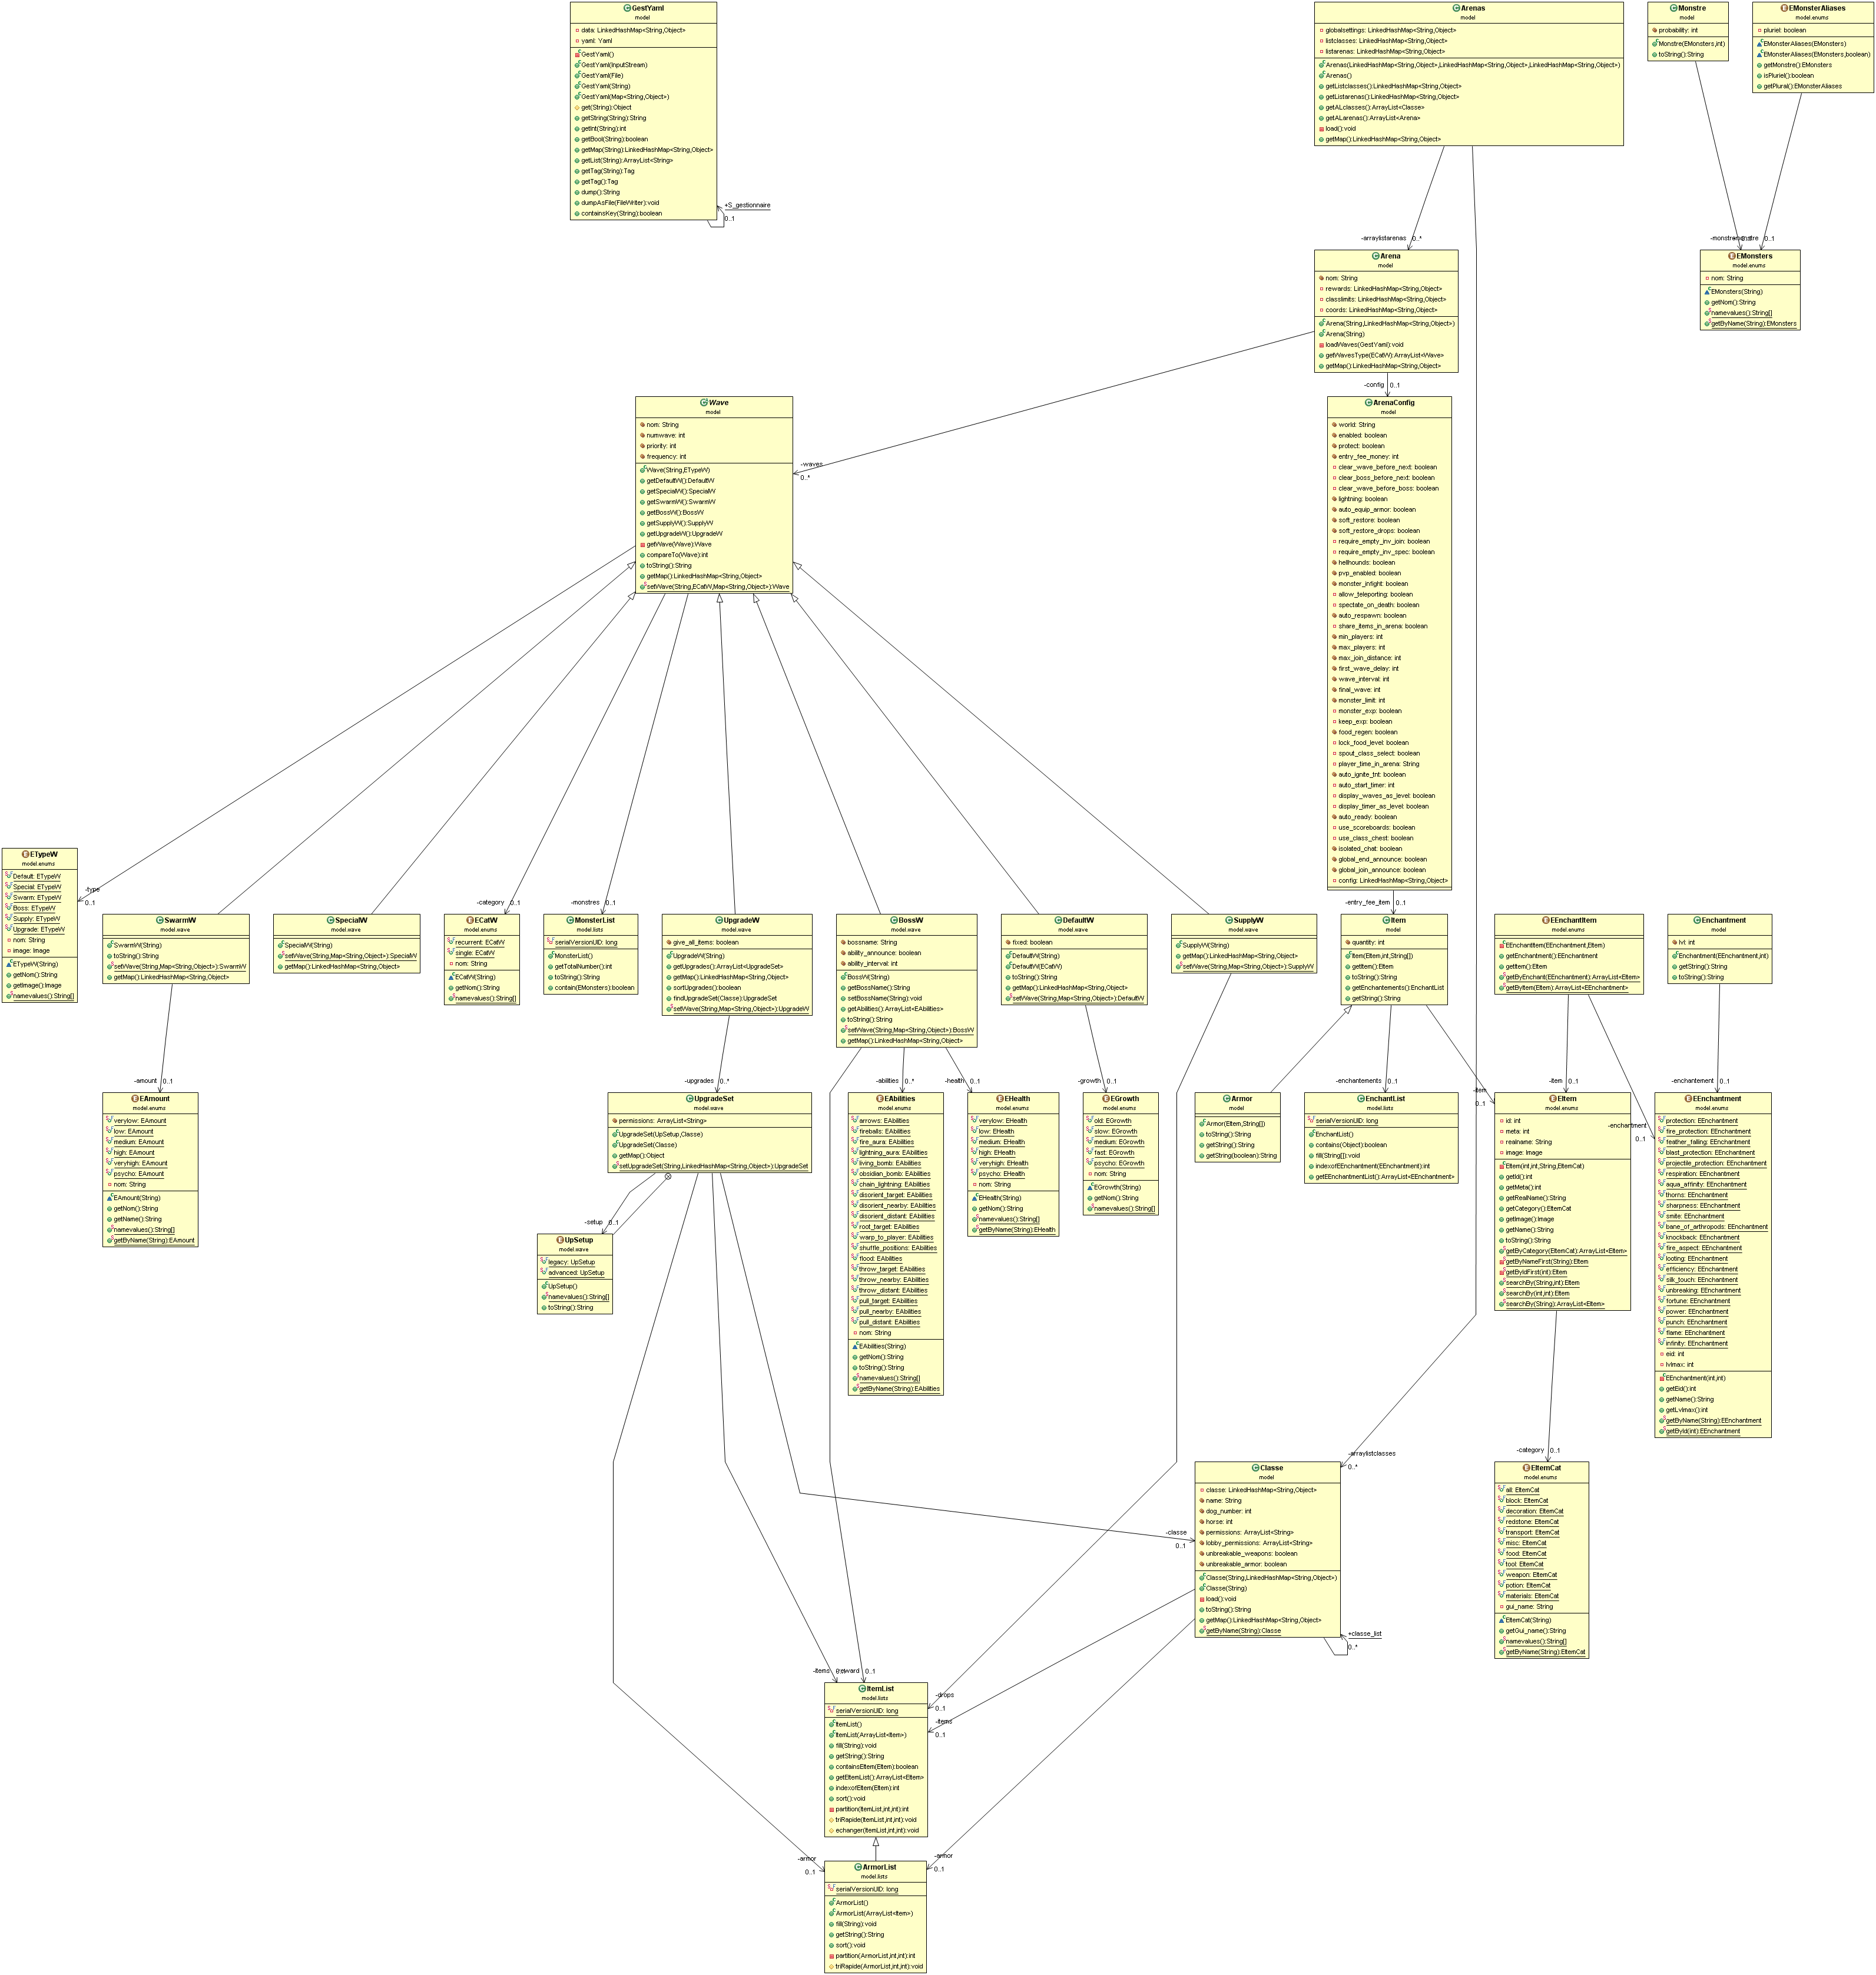 GestYaml
model
data: LinkedHashMap<String,Object>
yaml: Yaml
GestYaml()
GestYaml(InputStream)
GestYaml(File)
GestYaml(String)
GestYaml(Map<String,Object>)
get(String):Object
getString(String):String
getInt(String):int
getBool(String):boolean
getMap(String):LinkedHashMap<String,Object>
getList(String):ArrayList<String>
getTag(String):Tag
getTag():Tag
dump():String
dumpAsFile(FileWriter):void
containsKey(String):boolean
+S_gestionnaire
0..1
Arenas
model
globalsettings: LinkedHashMap<String,Object>
listclasses: LinkedHashMap<String,Object>
listarenas: LinkedHashMap<String,Object>
Arenas(LinkedHashMap<String,Object>,LinkedHashMap<String,Object>,LinkedHashMap<String,Object>)
Arenas()
getListclasses():LinkedHashMap<String,Object>
getListarenas():LinkedHashMap<String,Object>
getALclasses():ArrayList<Classe>
getALarenas():ArrayList<Arena>
load():void
getMap():LinkedHashMap<String,Object>
Monstre
model
probability: int
Monstre(EMonsters,int)
toString():String
EMonsterAliases
model.enums
pluriel: boolean
EMonsterAliases(EMonsters)
EMonsterAliases(EMonsters,boolean)
getMonstre():EMonsters
isPluriel():boolean
getPlural():EMonsterAliases
-arraylistarenas
0..*
0..1
Arena
model
nom: String
rewards: LinkedHashMap<String,Object>
classlimits: LinkedHashMap<String,Object>
coords: LinkedHashMap<String,Object>
Arena(String,LinkedHashMap<String,Object>)
Arena(String)
loadWaves(GestYaml):void
getWavesType(ECatW):ArrayList<Wave>
getMap():LinkedHashMap<String,Object>
EMonsters
model.enums
nom: String
EMonsters(String)
getNom():String
namevalues():String[]
getByName(String):EMonsters
-config
0..1
Wave
model
nom: String
numwave: int
priority: int
frequency: int
Wave(String,ETypeW)
getDefaultW():DefaultW
getSpecialW():SpecialW
getSwarmW():SwarmW
getBossW():BossW
getSupplyW():SupplyW
getUpgradeW():UpgradeW
getWave(Wave):Wave
compareTo(Wave):int
toString():String
getMap():LinkedHashMap<String,Object>
setWave(String,ECatW,Map<String,Object>):Wave
-waves
0..*
ArenaConfig
model
world: String
enabled: boolean
protect: boolean
entry_fee_money: int
clear_wave_before_next: boolean
clear_boss_before_next: boolean
clear_wave_before_boss: boolean
lightning: boolean
auto_equip_armor: boolean
soft_restore: boolean
soft_restore_drops: boolean
require_empty_inv_join: boolean
require_empty_inv_spec: boolean
hellhounds: boolean
pvp_enabled: boolean
monster_infight: boolean
allow_teleporting: boolean
spectate_on_death: boolean
auto_respawn: boolean
share_items_in_arena: boolean
min_players: int
max_players: int
max_join_distance: int
first_wave_delay: int
wave_interval: int
final_wave: int
monster_limit: int
monster_exp: boolean
keep_exp: boolean
food_regen: boolean
lock_food_level: boolean
spout_class_select: boolean
player_time_in_arena: String
auto_ignite_tnt: boolean
auto_start_timer: int
display_waves_as_level: boolean
display_timer_as_level: boolean
auto_ready: boolean
use_scoreboards: boolean
use_class_chest: boolean
isolated_chat: boolean
global_end_announce: boolean
global_join_announce: boolean
config: LinkedHashMap<String,Object>
ETypeW
model.enums
Default: ETypeW
Special: ETypeW
Swarm: ETypeW
Boss: ETypeW
Supply: ETypeW
Upgrade: ETypeW
nom: String
image: Image
ETypeW(String)
getNom():String
getImage():Image
namevalues():String[]
-type
0..1
SwarmW
model.wave
SwarmW(String)
toString():String
setWave(String,Map<String,Object>):SwarmW
getMap():LinkedHashMap<String,Object>
SpecialW
model.wave
SpecialW(String)
setWave(String,Map<String,Object>):SpecialW
getMap():LinkedHashMap<String,Object>
-category
0..1
ECatW
model.enums
recurrent: ECatW
single: ECatW
nom: String
ECatW(String)
getNom():String
namevalues():String[]
-monstres
0..1
MonsterList
model.lists
serialVersionUID: long
MonsterList()
getTotalNumber():int
toString():String
contain(EMonsters):boolean
UpgradeW
model.wave
give_all_items: boolean
UpgradeW(String)
getUpgrades():ArrayList<UpgradeSet>
getMap():LinkedHashMap<String,Object>
sortUpgrades():boolean
findUpgradeSet(Classe):UpgradeSet
setWave(String,Map<String,Object>):UpgradeW
BossW
model.wave
bossname: String
ability_announce: boolean
ability_interval: int
BossW(String)
getBossName():String
setBossName(String):void
getAbilities():ArrayList<EAbilities>
toString():String
setWave(String,Map<String,Object>):BossW
getMap():LinkedHashMap<String,Object>
DefaultW
model.wave
fixed: boolean
DefaultW(String)
DefaultW(ECatW)
toString():String
getMap():LinkedHashMap<String,Object>
setWave(String,Map<String,Object>):DefaultW
SupplyW
model.wave
SupplyW(String)
getMap():LinkedHashMap<String,Object>
setWave(String,Map<String,Object>):SupplyW
-entry_fee_item
0..1
Item
model
quantity: int
Item(EItem,int,String[])
getItem():EItem
toString():String
getEnchantements():EnchantList
getString():String
EEnchantItem
model.enums
EEnchantItem(EEnchantment,EItem)
getEnchantment():EEnchantment
getItem():EItem
getByEnchant(EEnchantment):ArrayList<EItem>
getByItem(EItem):ArrayList<EEnchantment>
Enchantment
model
lvl: int
Enchantment(EEnchantment,int)
getString():String
toString():String
-amount
0..1
EAmount
model.enums
verylow: EAmount
low: EAmount
medium: EAmount
high: EAmount
veryhigh: EAmount
psycho: EAmount
nom: String
EAmount(String)
getNom():String
getName():String
namevalues():String[]
getByName(String):EAmount
-upgrades
0..*
UpgradeSet
model.wave
permissions: ArrayList<String>
UpgradeSet(UpSetup,Classe)
UpgradeSet(Classe)
getMap():Object
setUpgradeSet(String,LinkedHashMap<String,Object>):UpgradeSet
-setup
0..1
UpSetup
model.wave
legacy: UpSetup
advanced: UpSetup
UpSetup()
namevalues():String[]
toString():String
-abilities
0..*
EAbilities
model.enums
arrows: EAbilities
fireballs: EAbilities
fire_aura: EAbilities
lightning_aura: EAbilities
living_bomb: EAbilities
obsidian_bomb: EAbilities
chain_lightning: EAbilities
disorient_target: EAbilities
disorient_nearby: EAbilities
disorient_distant: EAbilities
root_target: EAbilities
warp_to_player: EAbilities
shuffle_positions: EAbilities
flood: EAbilities
throw_target: EAbilities
throw_nearby: EAbilities
throw_distant: EAbilities
pull_target: EAbilities
pull_nearby: EAbilities
pull_distant: EAbilities
nom: String
EAbilities(String)
getNom():String
toString():String
namevalues():String[]
getByName(String):EAbilities
-health
0..1
EHealth
model.enums
verylow: EHealth
low: EHealth
medium: EHealth
high: EHealth
veryhigh: EHealth
psycho: EHealth
nom: String
EHealth(String)
getNom():String
namevalues():String[]
getByName(String):EHealth
-growth
0..1
EGrowth
model.enums
old: EGrowth
slow: EGrowth
medium: EGrowth
fast: EGrowth
psycho: EGrowth
nom: String
EGrowth(String)
getNom():String
namevalues():String[]
Armor
model
Armor(EItem,String[])
toString():String
getString():String
getString(boolean):String
-enchantements
0..1
EnchantList
model.lists
serialVersionUID: long
EnchantList()
contains(Object):boolean
fill(String[]):void
indexofEEnchantment(EEnchantment):int
getEEnchantmentList():ArrayList<EEnchantment>
-item
0..1
-item
0..1
EItem
model.enums
id: int
meta: int
realname: String
image: Image
EItem(int,int,String,EItemCat)
getId():int
getMeta():int
getRealName():String
getCategory():EItemCat
getImage():Image
getName():String
toString():String
getByCategory(EItemCat):ArrayList<EItem>
getByNameFirst(String):EItem
getByIdFirst(int):EItem
searchBy(String,int):EItem
searchBy(int,int):EItem
searchBy(String):ArrayList<EItem>
-enchantment
0..1
-enchantement
0..1
EEnchantment
model.enums
protection: EEnchantment
fire_protection: EEnchantment
feather_falling: EEnchantment
blast_protection: EEnchantment
projectile_protection: EEnchantment
respiration: EEnchantment
aqua_affinity: EEnchantment
thorns: EEnchantment
sharpness: EEnchantment
smite: EEnchantment
bane_of_arthropods: EEnchantment
knockback: EEnchantment
fire_aspect: EEnchantment
looting: EEnchantment
efficiency: EEnchantment
silk_touch: EEnchantment
unbreaking: EEnchantment
fortune: EEnchantment
power: EEnchantment
punch: EEnchantment
flame: EEnchantment
infinity: EEnchantment
eid: int
lvlmax: int
EEnchantment(int,int)
getEid():int
getName():String
getLvlmax():int
getByName(String):EEnchantment
getById(int):EEnchantment
-arraylistclasses
0..*
-classe
0..1
Classe
model
classe: LinkedHashMap<String,Object>
name: String
dog_number: int
horse: int
permissions: ArrayList<String>
lobby_permissions: ArrayList<String>
unbreakable_weapons: boolean
unbreakable_armor: boolean
Classe(String,LinkedHashMap<String,Object>)
Classe(String)
load():void
toString():String
getMap():LinkedHashMap<String,Object>
getByName(String):Classe
+classe_list
0..*
-category
0..1
EItemCat
model.enums
all: EItemCat
block: EItemCat
decoration: EItemCat
redstone: EItemCat
transport: EItemCat
misc: EItemCat
food: EItemCat
tool: EItemCat
weapon: EItemCat
potion: EItemCat
materials: EItemCat
gui_name: String
EItemCat(String)
getGui_name():String
namevalues():String[]
getByName(String):EItemCat
-items
0..1
ItemList
model.lists
serialVersionUID: long
ItemList()
ItemList(ArrayList<Item>)
fill(String):void
getString():String
containsEItem(EItem):boolean
getEItemList():ArrayList<EItem>
indexofEItem(EItem):int
sort():void
partition(ItemList,int,int):int
triRapide(ItemList,int,int):void
echanger(ItemList,int,int):void
-drops
0..1
-items
0..1
-armor
0..1
-armor
0..1
ArmorList
model.lists
serialVersionUID: long
ArmorList()
ArmorList(ArrayList<Item>)
fill(String):void
getString():String
sort():void
partition(ArmorList,int,int):int
triRapide(ArmorList,int,int):void